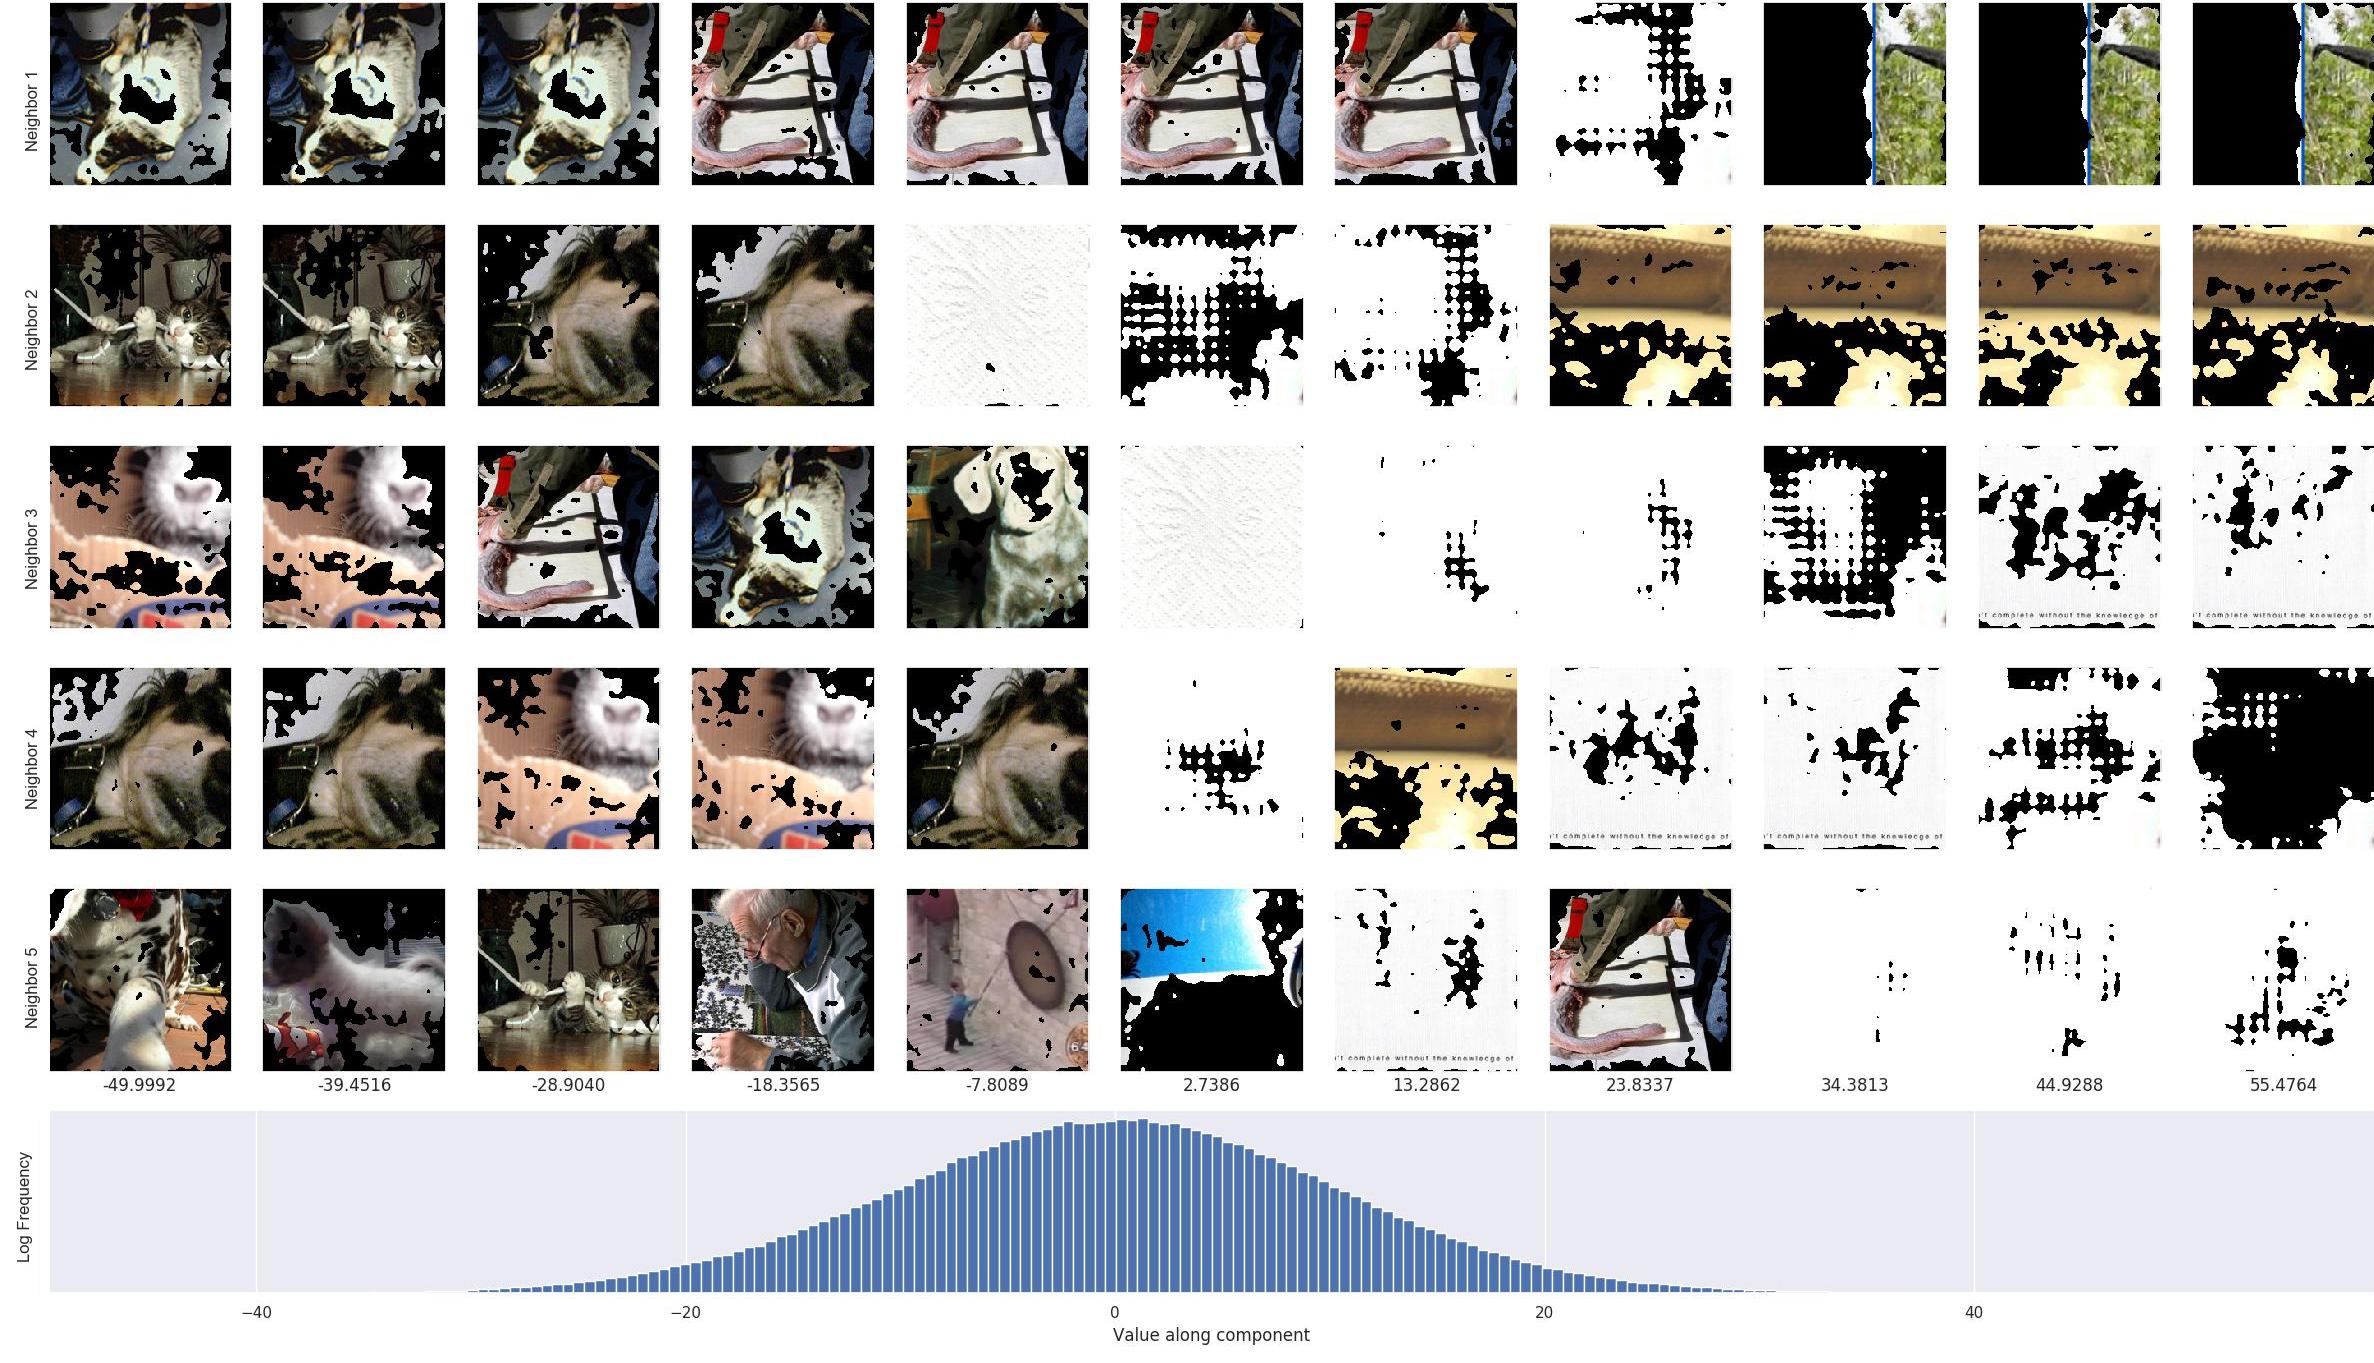 Neighbor 1
Neighbor 2
Neighbor 3
't complete without the knowlecge of
't complete without the knowlecge of
Neighbor 4
't complete without the knowlecge of
't complete without the knowlecge of
Neighbor 5
64
't complete without the knowlecge of
-49.9992
-39.4516
-28.9040
-18.3565
-7.8089
2.7386
13.2862
23.8337
34.3813
44.9288
55.4764
Log Frequency
−40
−20
0
20
40
Value along component